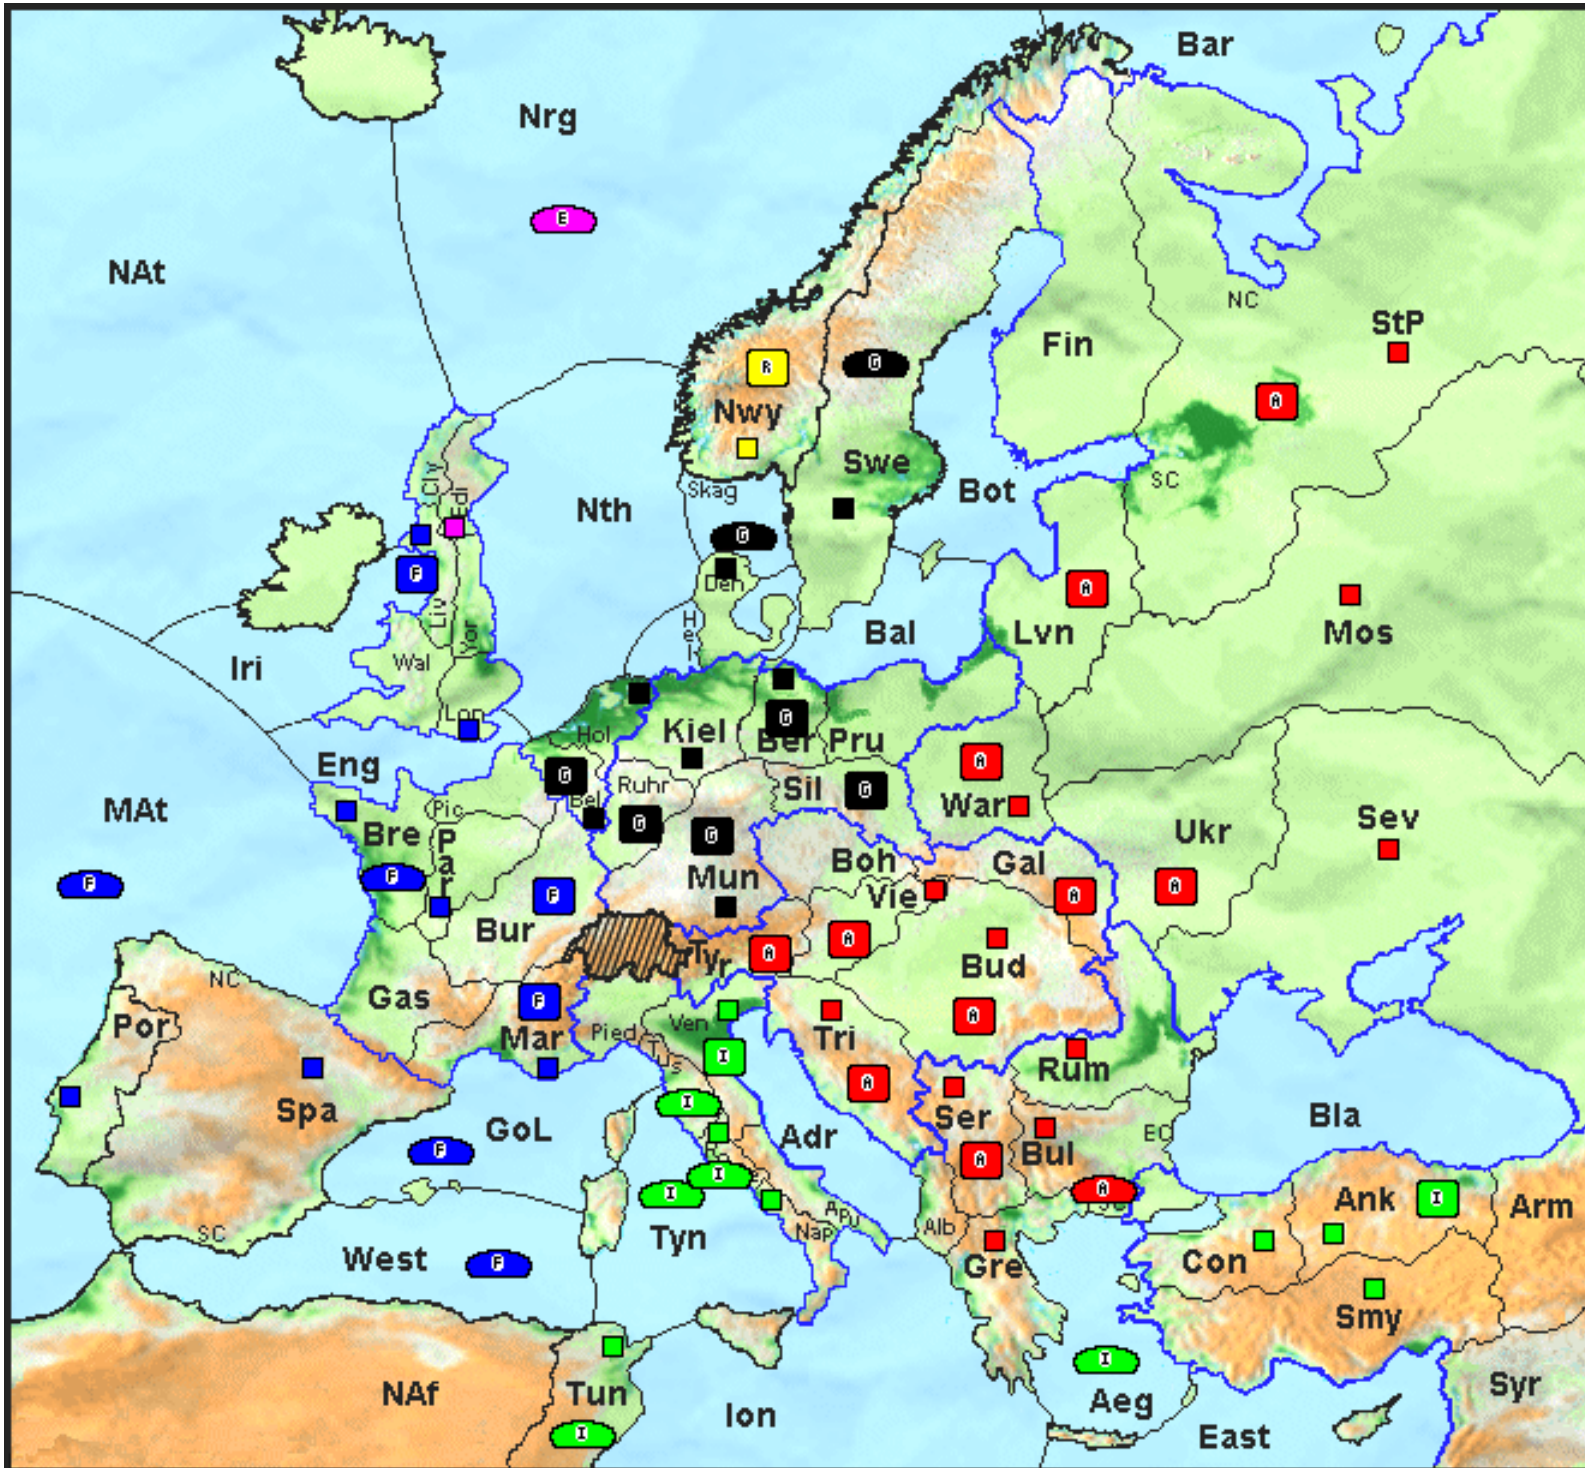 Bar
Nrg
E
NAt
NC
StP
Fin
R
G
A
Nwy
Swe
SC
Skag
Bot
Nth
G
Cly
Edi
Den
F
A
Liv
Yor
Hel
Bal
Lvn
Mos
Iri
Wal
Lon
G
Hol
Kiel
Ber
Pru
Eng
G
Ruhr
Sil
G
A
War
MAt
Pic
Bel
Bre
Par
G
G
Ukr
Sev
Boh
Gal
F
F
F
Mun
Vie
A
A
Bur
Tyr
A
A
Bud
NC
Gas
F
Por
Mar
Pied
Ven
Tus
Tri
A
I
Rum
A
Spa
I
Ser
GoL
Adr
Bla
F
Rom
Bul
EC
A
I
I
A
SC
Ank
I
Arm
SC
West
Tyn
Nap
Apu
Alb
Gre
Con
F
Smy
I
NAf
Tun
Ion
Aeg
Syr
I
East